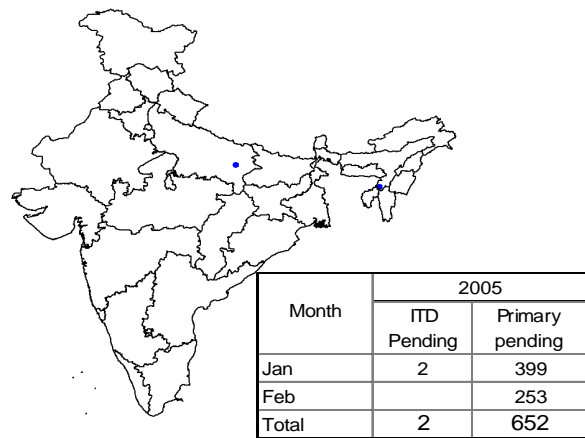 Month 2005
ITD Pending Primary pending
Jan 2 399
Feb 253
Total 2 652